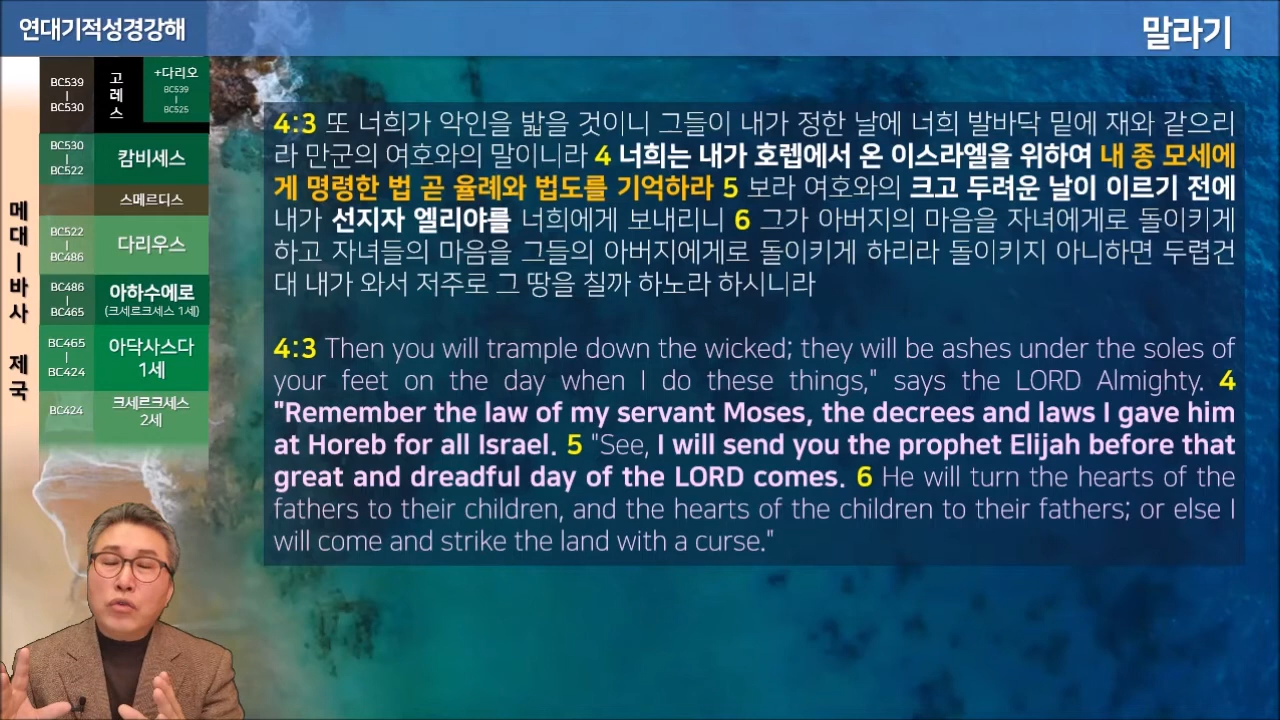 연대기적성경강해
말라기
메대ㅣ바사 제국
BC539
|
BC530
고레스
+다리오
BC539
|
BC525
BC530
|
BC522
캄비세스
스메르디스
BC522
|
BC486
다리우스
BC486
|
BC465
아하수에로
(크세르크세스 1세)
BC465
|
BC424
아닥사스다
1세
BC424
크세르크세스
2세
4:3 또 너희가 악인을 밟을 것이니 그들이 내가 정한 날에 너희 발바닥 밑에 재와 같으리
라 만군의 여호와의 말이니라 4 너희는 내가 호렙에서 온 이스라엘을 위하여 내 종 모세에
게 명령한 법 곧 율례와 법도를 기억하라 5 보라 여호와의 크고 두려운 날이 이르기 전에
내가 선지자 엘리야를 너희에게 보내리니 6 그가 아버지의 마음을 자녀에게로 돌이키게
하고 자녀들의 마음을 그들의 아버지에게로 돌이키게 하리라 돌이키지 아니하면 두렵건
대 내가 와서 저주로 그 땅을 칠까 하노라 하시니라
4:3 Then you will trample down the wicked; they will be ashes under the soles of
your feet on the day when I do these things," says the LORD Almighty. 4
"Remember the law of my servant Moses, the decrees and laws I gave him
at Horeb for all Israel. 5 "See, I will send you the prophet Elijah before that
great and dreadful day of the LORD comes. 6 He will turn the hearts of the
fathers to their children, and the hearts of the children to their fathers; or else I
will come and strike the land with a curse."